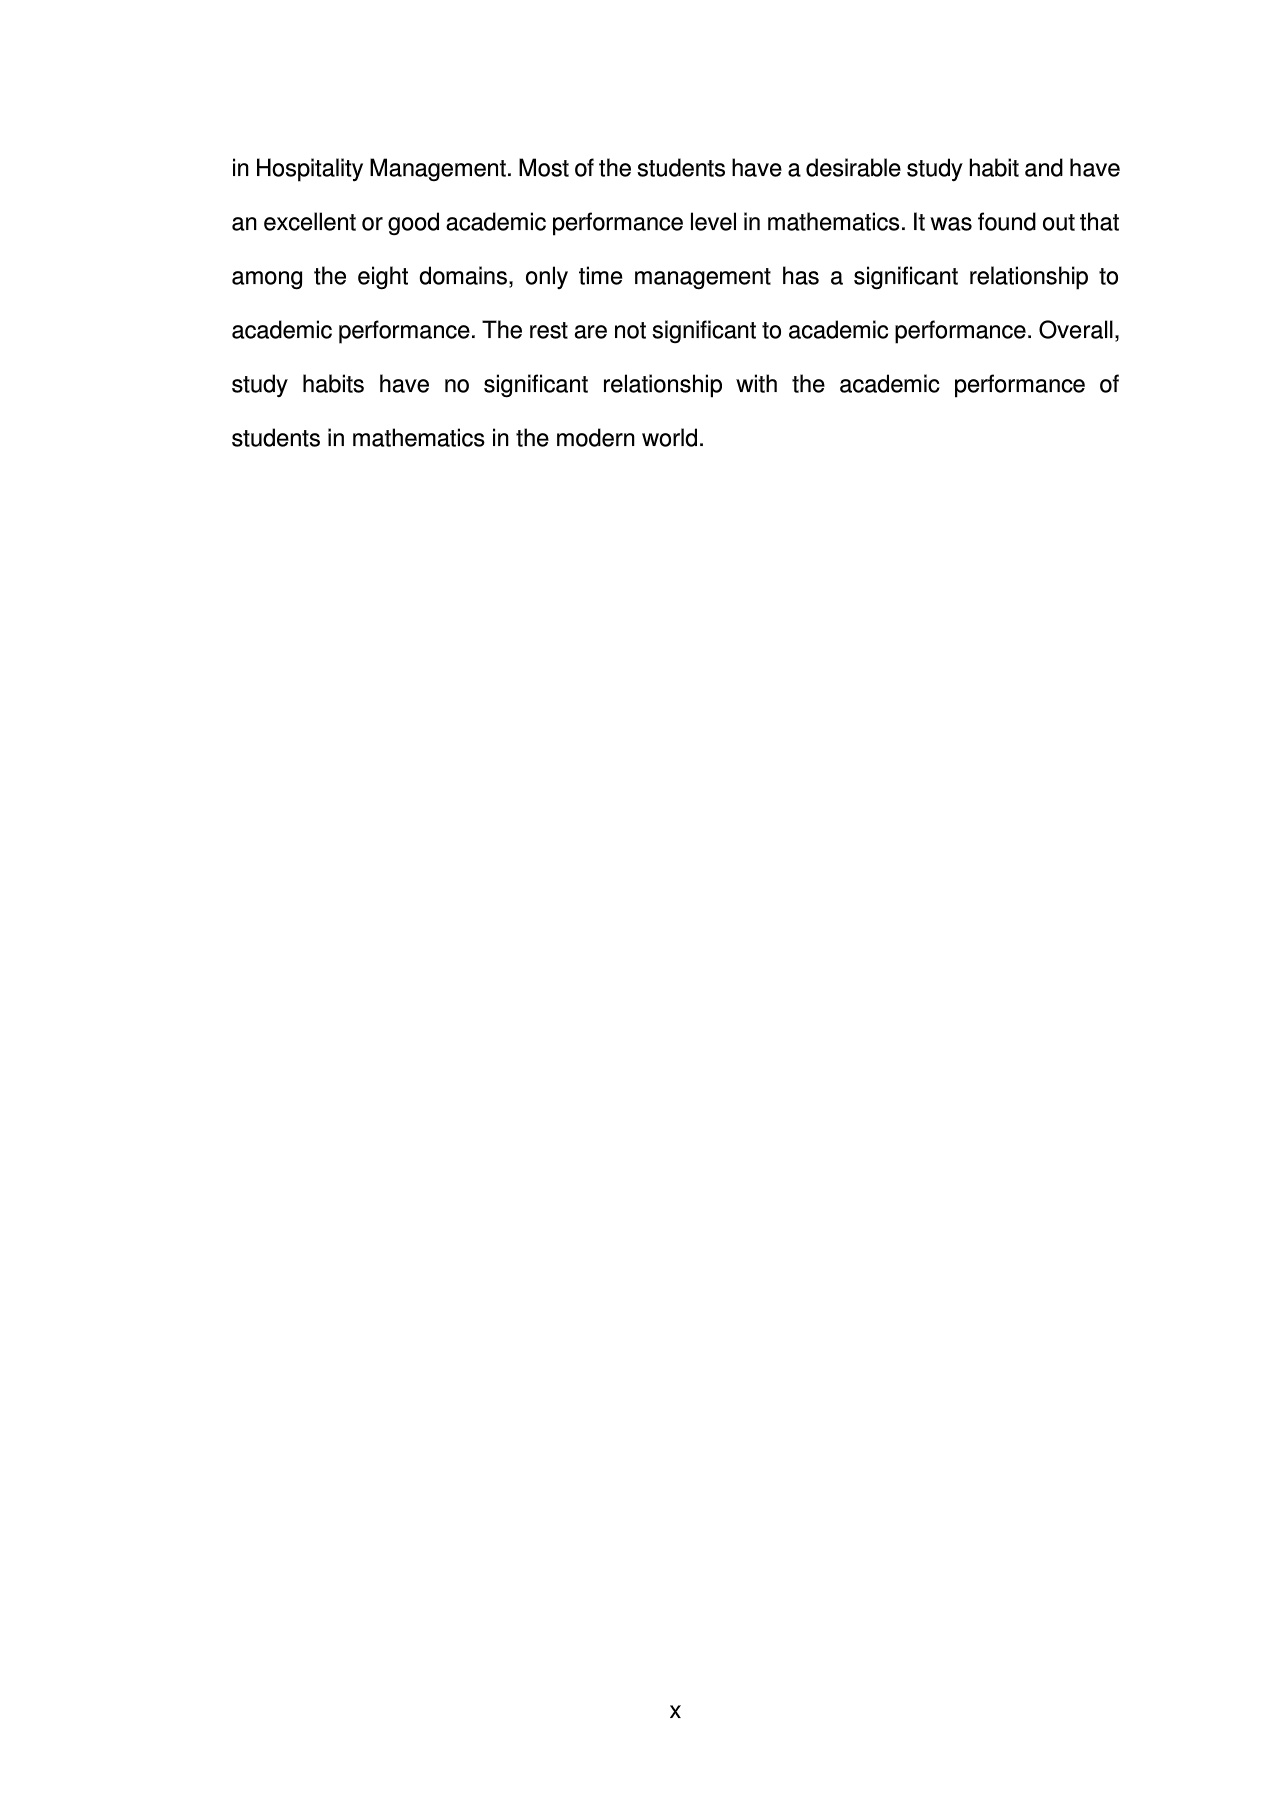 in Hospitality Management. Most of the students have a desirable study habit and have
an excellent or good academic performance level in mathematics. It was found out that
among the eight domains, only time management has a significant relationship to
academic performance. The rest are not significant to academic performance. Overall,
study habits have no significant relationship with the academic performance of
students in mathematics in the modern world.
x